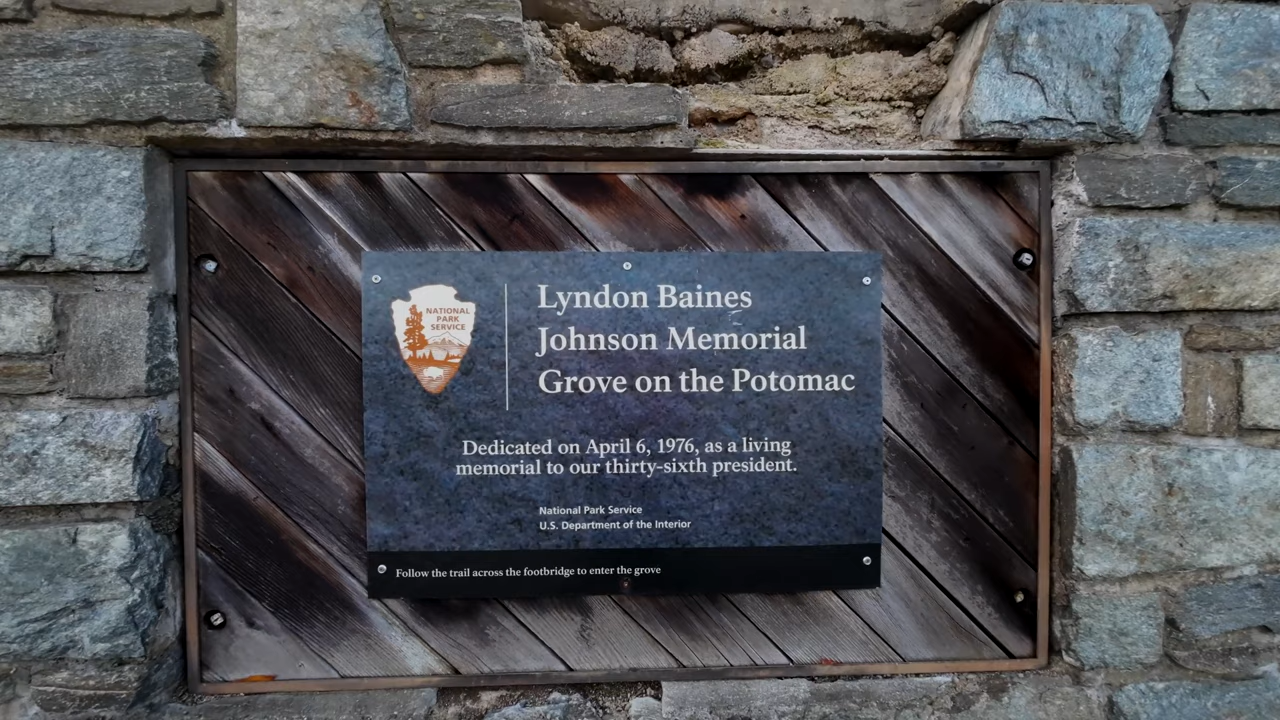 NATIONAL
PARK
SERVICE
Lyndon Baines
Johnson Memorial
Grove on the Potomac
Dedicated on April 6, 1976, as a living
memorial to our thirty-sixth president.
National Park Service
U.S. Department of the Interior
Follow the trail across the footbridge to enter the grove